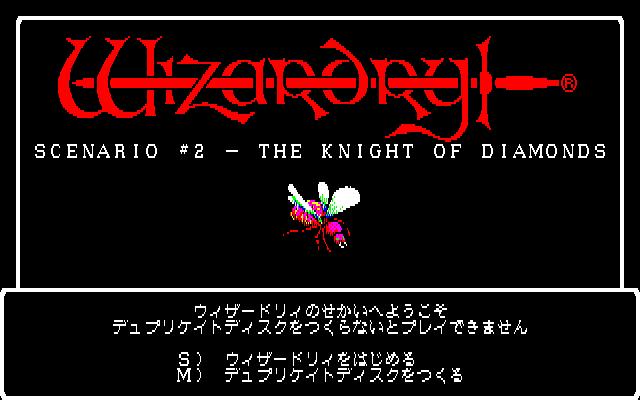 Wizardry®
SCENARIO #2 - THE KNIGHT OF DIAMONDS
ウィザードリィのせかいへようこそ
デュプリケイトディスクをつくらないとプレイできません
S) ウィザードリィをはじめる
M) デュプリケイトディスクをつくる